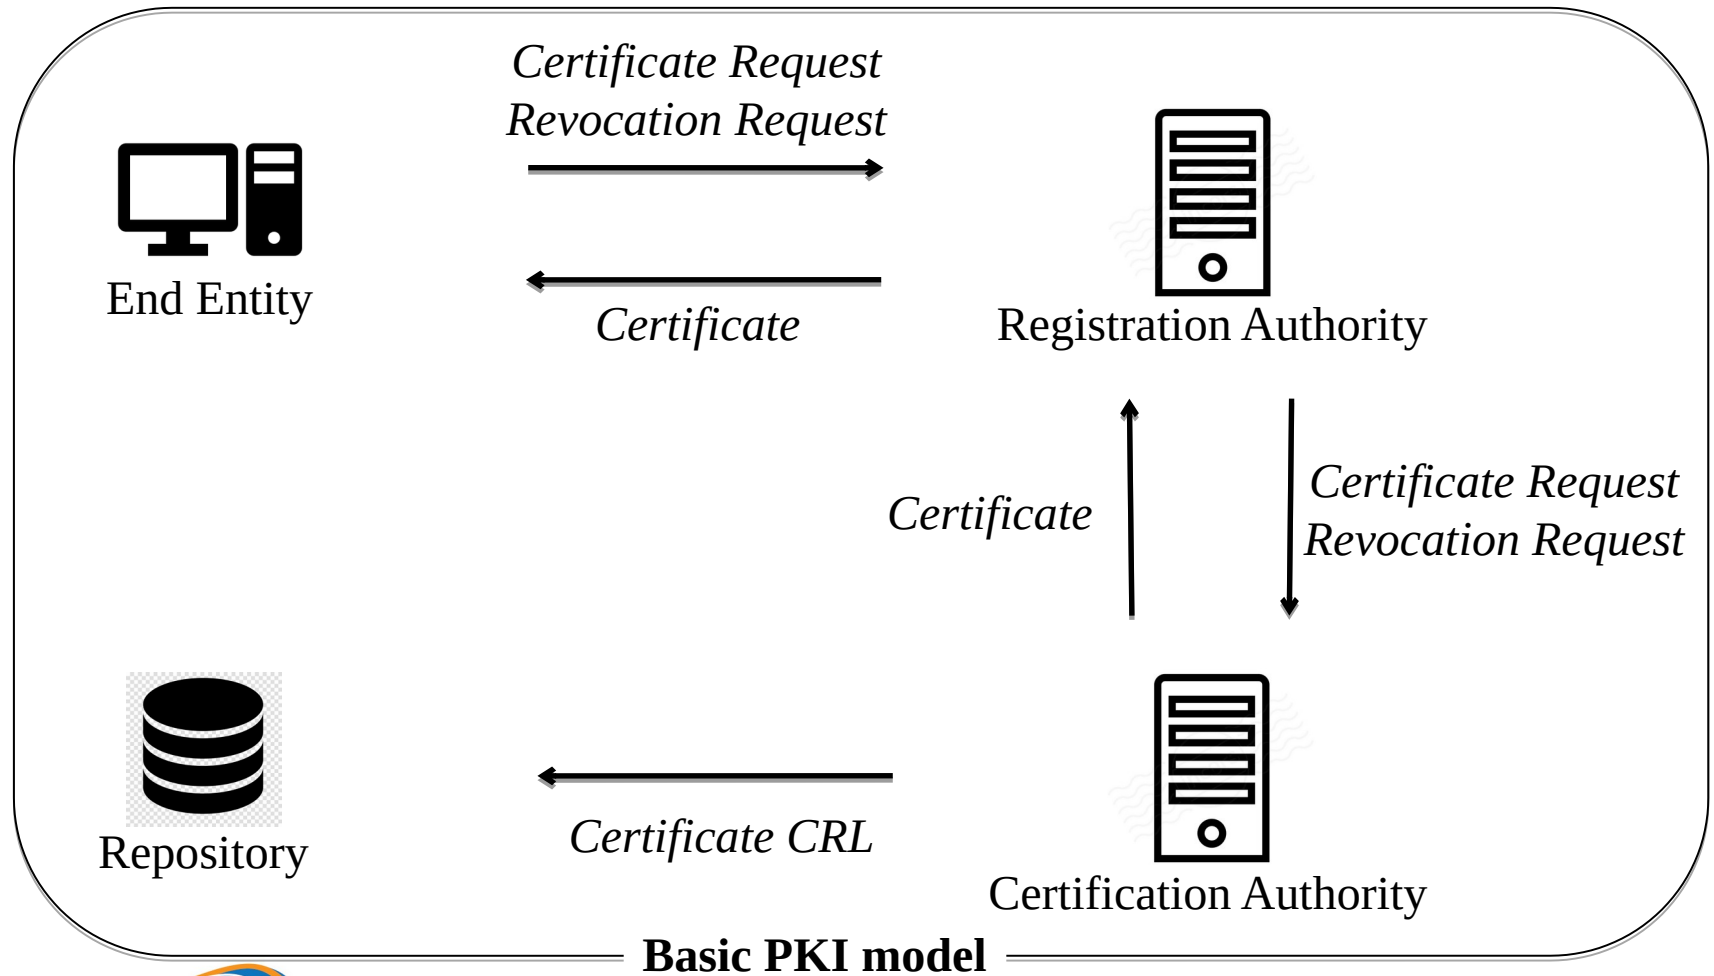 Certificate Request
Revocation Request
End Entity
Certificate
Registration Authority
Certificate
Certificate Request
Revocation Request
Repository
Certificate CRL
Certification Authority
Basic PKI model